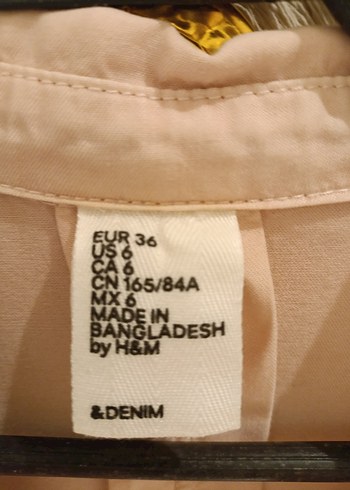 EUR 36
US 6
CA 6
CN 165/84A
MX 6
MADE IN
BANGLADESH
by H&M
&DENIM